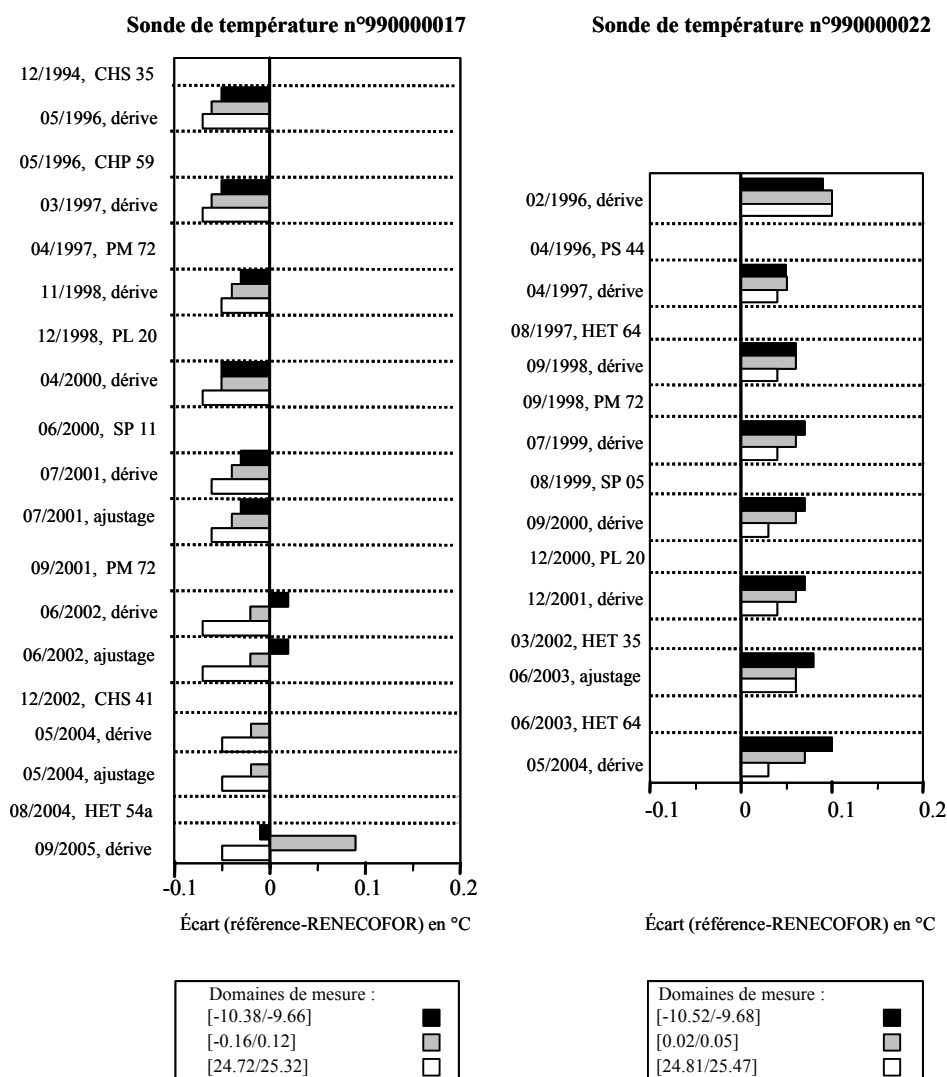 Sonde de température n°990000017
12/1994, CHS 35
05/1996, dérive
05/1996, CHP 59
03/1997, dérive
04/1997, PM 72
11/1998, dérive
12/1998, PL 20
04/2000, dérive
06/2000, SP 11
07/2001, dérive
07/2001, ajustage
09/2001, PM 72
06/2002, dérive
06/2002, ajustage
12/2002, CHS 41
05/2004, dérive
05/2004, ajustage
08/2004, HET 54a
09/2005, dérive
-0.1 0 0.1 0.2
Écart (référence-RENECOFOR) en °C
Domaines de mesure :
[-10.38/-9.66]
[-0.16/0.12]
[24.72/25.32]
Sonde de température n°990000022
02/1996, dérive
04/1996, PS 44
04/1997, dérive
08/1997, HET 64
09/1998, dérive
09/1998, PM 72
07/1999, dérive
08/1999, SP 05
09/2000, dérive
12/2000, PL 20
12/2001, dérive
03/2002, HET 35
06/2003, ajustage
06/2003, HET 64
05/2004, dérive
-0.1 0 0.1 0.2
Écart (référence-RENECOFOR) en °C
Domaines de mesure :
[-10.52/-9.68]
[0.02/0.05]
[24.81/25.47]